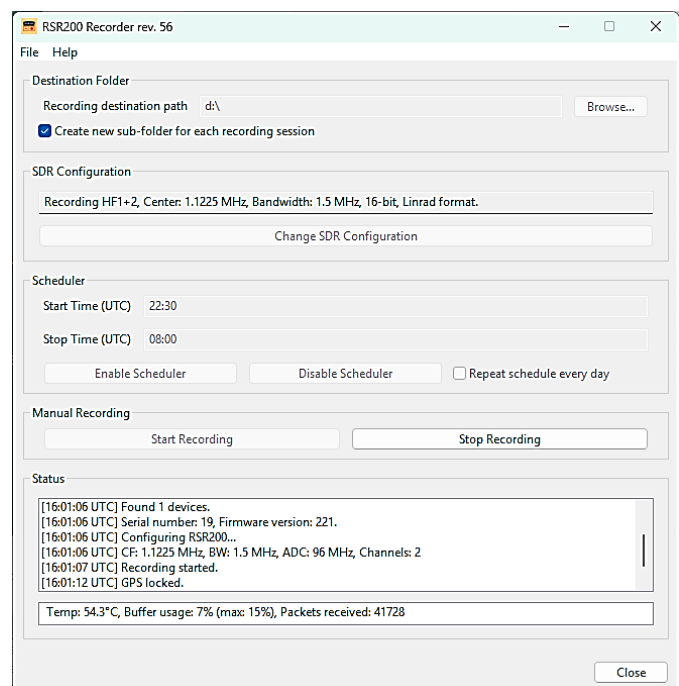 RSR200 Recorder rev. 56
File Help
Destination Folder
Recording destination path d:\ Browse...
Create new sub-folder for each recording session
SDR Configuration
Recording HF1+2, Center: 1.1225 MHz, Bandwidth: 1.5 MHz, 16-bit, Linrad format.
Change SDR Configuration
Scheduler
Start Time (UTC) 22:30
Stop Time (UTC) 08:00
Enable Scheduler Disable Scheduler Repeat schedule every day
Manual Recording
Start Recording Stop Recording
Status
[16:01:06 UTC] Found 1 devices.
[16:01:06 UTC] Serial number: 19, Firmware version: 221.
[16:01:06 UTC] Configuring RSR200...
[16:01:06 UTC] CF: 1.1225 MHz, BW: 1.5 MHz, ADC: 96 MHz, Channels: 2
[16:01:07 UTC] Recording started.
[16:01:12 UTC] GPS locked.
Temp: 54.3°C, Buffer usage: 7% (max: 15%), Packets received: 41728
Close